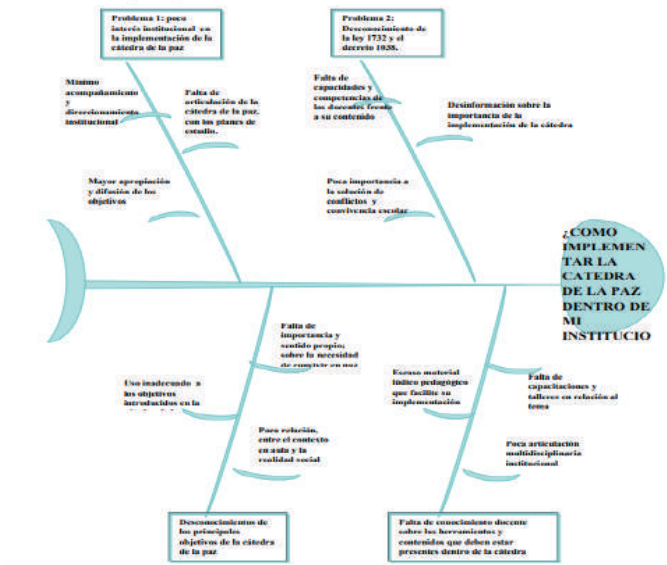 Problema 1: poco
interés institucional en
la implementación de la
cátedra de la paz
Problema 2:
Desconocimiento de
la ley 1732 y el
decreto 1038.
Mínimo
acompañamiento
y
direccionamiento
institucional
Falta de
articulación de la
cátedra de la paz,
con los planes de
estudio.
Mayor apropiación
y difusión de los
objetivos
Falta de
capacidades y
competencias de
los docentes frente
a su contenido
Desinformación sobre la
importancia de la
implementación de la cátedra
Poca importancia a
la solución de
conflictos y
convivencia escolar
¿COMO
IMPLEMEN
TAR LA
CATEDRA
DE LA PAZ
DENTRO DE
MI
INSTITUCIO
Falta de
importancia y
sentido propio;
sobre la necesidad
de convivir en paz
Uso inadecuado a
los objetivos
introducidos en la
Poco relación,
entre el contexto
en aula y la
realidad social
Escaso material
lúdico pedagógico
que facilite su
implementación
Falta de
capacitaciones y
talleres en relación al
tema
Poca articulación
multidisciplinaria
institucional
Desconocimientos de
los principales
objetivos de la cátedra
de la paz
Falta de conocimiento docente
sobre las herramientas y
contenidos que deben estar
presentes dentro de la cátedra